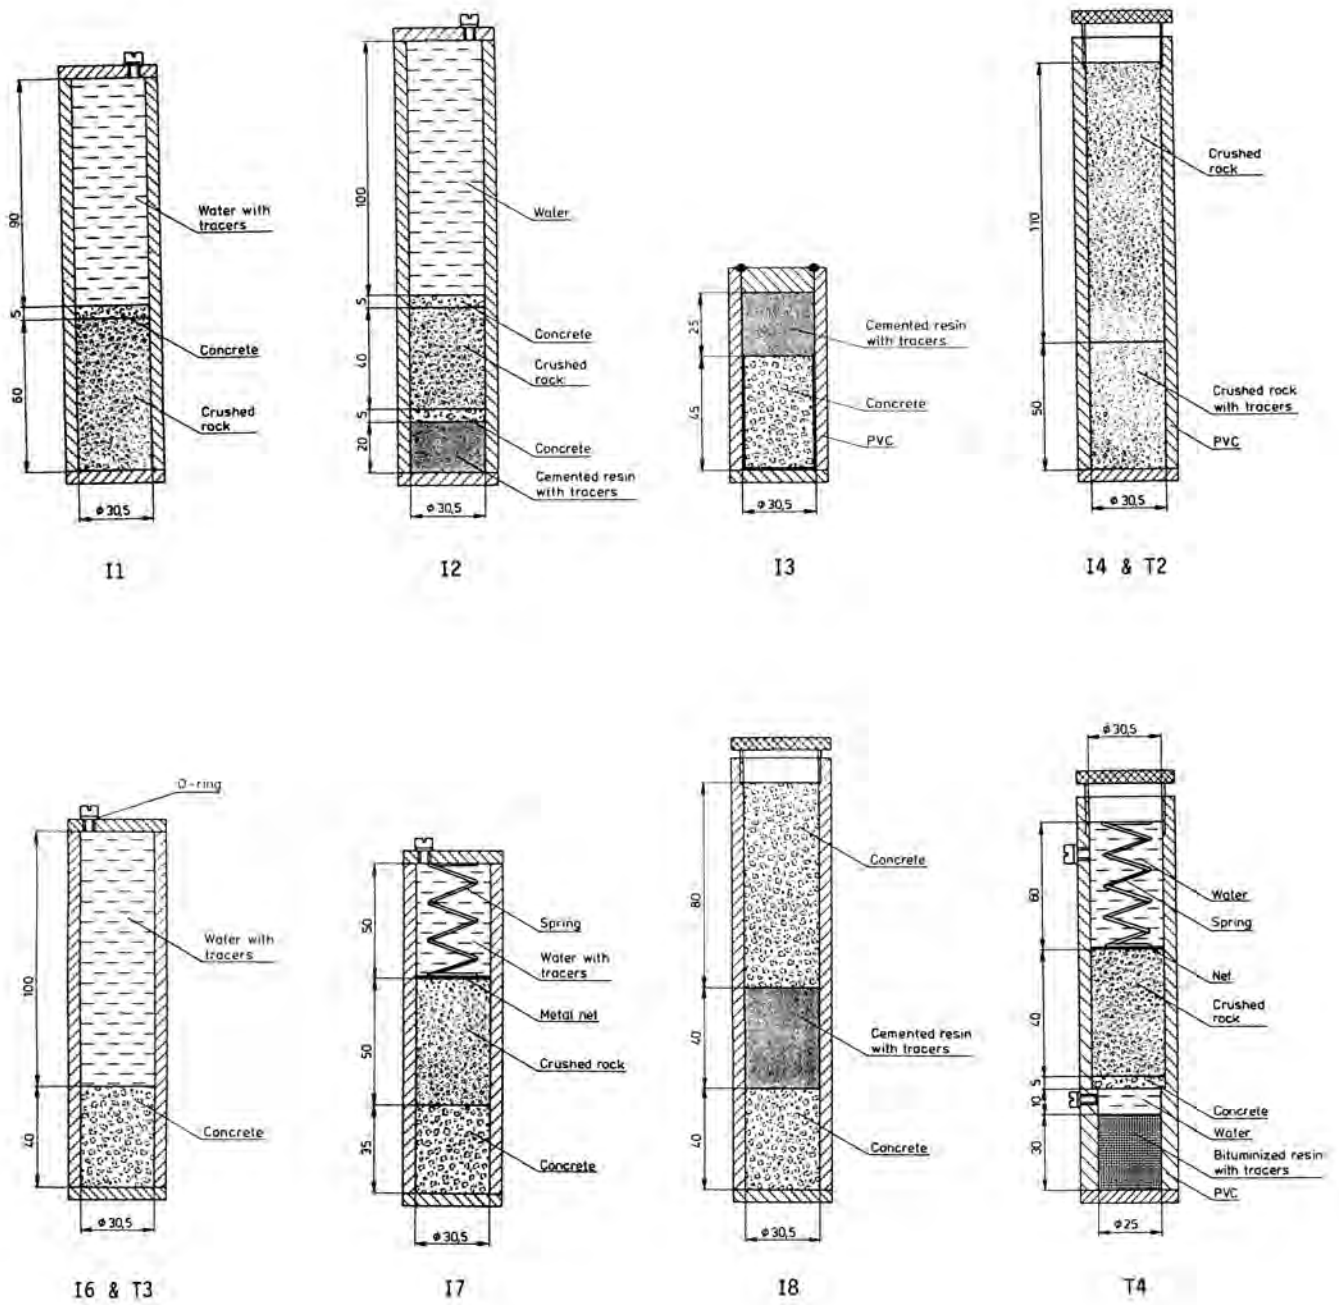 90
5
60
Water with
tracers
Concrete
Crushed
rock
φ 30,5
I1
100
5
40
5
20
Water
Concrete
Crushed
rock
Concrete
Cemented resin
with tracers
φ 30,5
I2
25
45
Cemented resin
with tracers
Concrete
PVC
φ 30,5
I3
110
50
Crushed
rock
Crushed rock
with tracers
PVC
φ 30,5
I4 & T2
O-ring
100
40
Water with
tracers
Concrete
φ 30,5
I6 & T3
50
50
35
Spring
Water with
tracers
Metal net
Crushed rock
Concrete
φ 30,5
I7
80
40
40
Concrete
Cemented resin
with tracers
Concrete
φ 30,5
I8
φ 30,5
60
40
5
10
30
Water
Spring
Net
Crushed
rock
Concrete
Water
Bituminized resin
with tracers
PVC
φ 25
T4